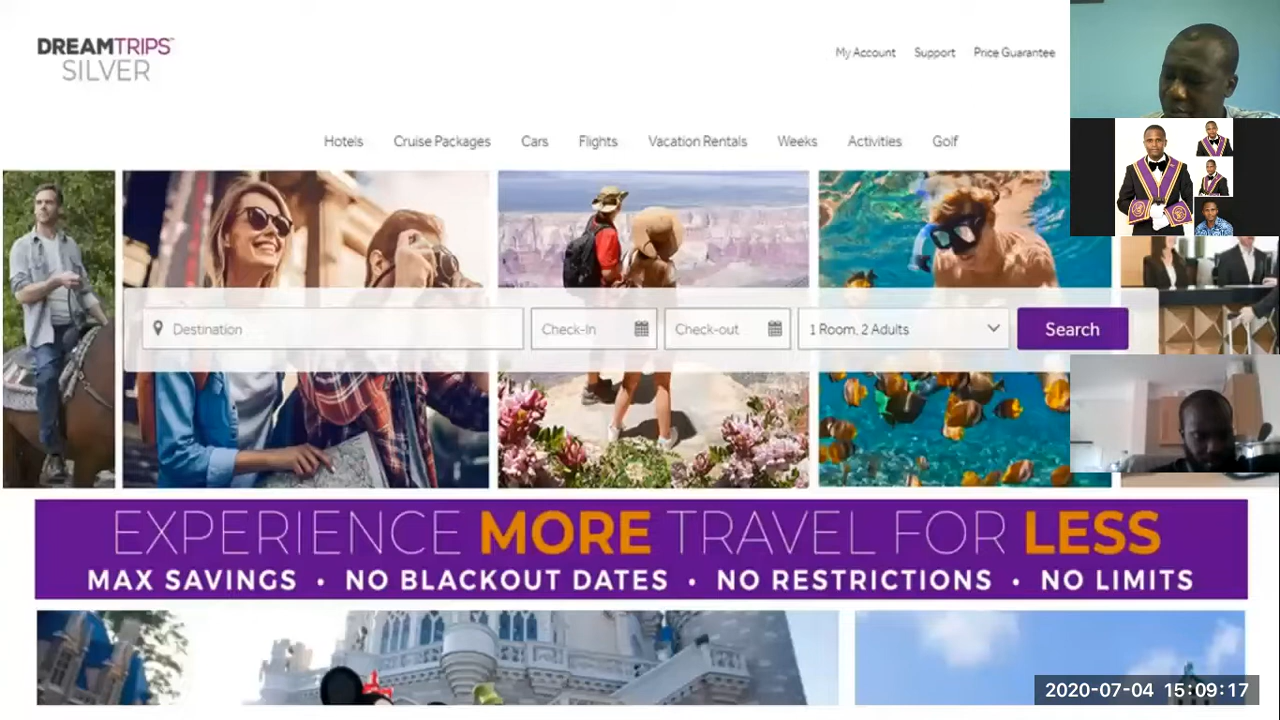 DREAMTRIPS
SILVER
My Account Support Price Guarantee
Hotels Cruise Packages Cars Flights Vacation Rentals Weeks Activities Golf
Destination Check-In Check-out 1 Room, 2 Adults Search
EXPERIENCE MORE TRAVEL FOR LESS
MAX SAVINGS • NO BLACKOUT DATES • NO RESTRICTIONS • NO LIMITS
2020-07-04 15:09:17